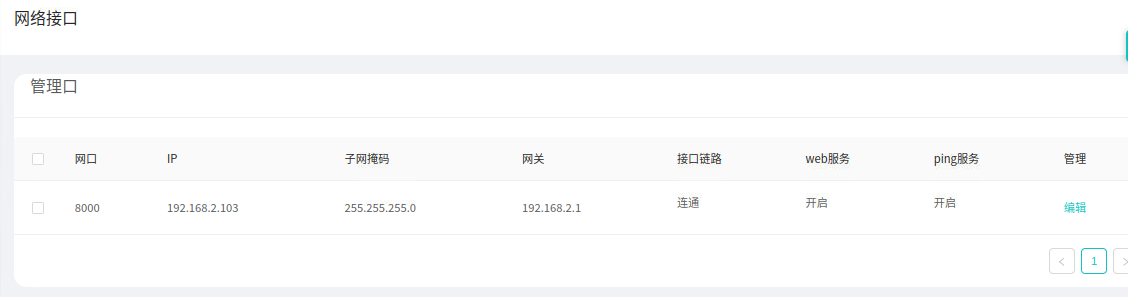 网络接口
管理口
网口 IP 子网掩码 网关 接口链路 web服务 ping服务 管理
8000 192.168.2.103 255.255.255.0 192.168.2.1 连通 开启 开启 编辑
1